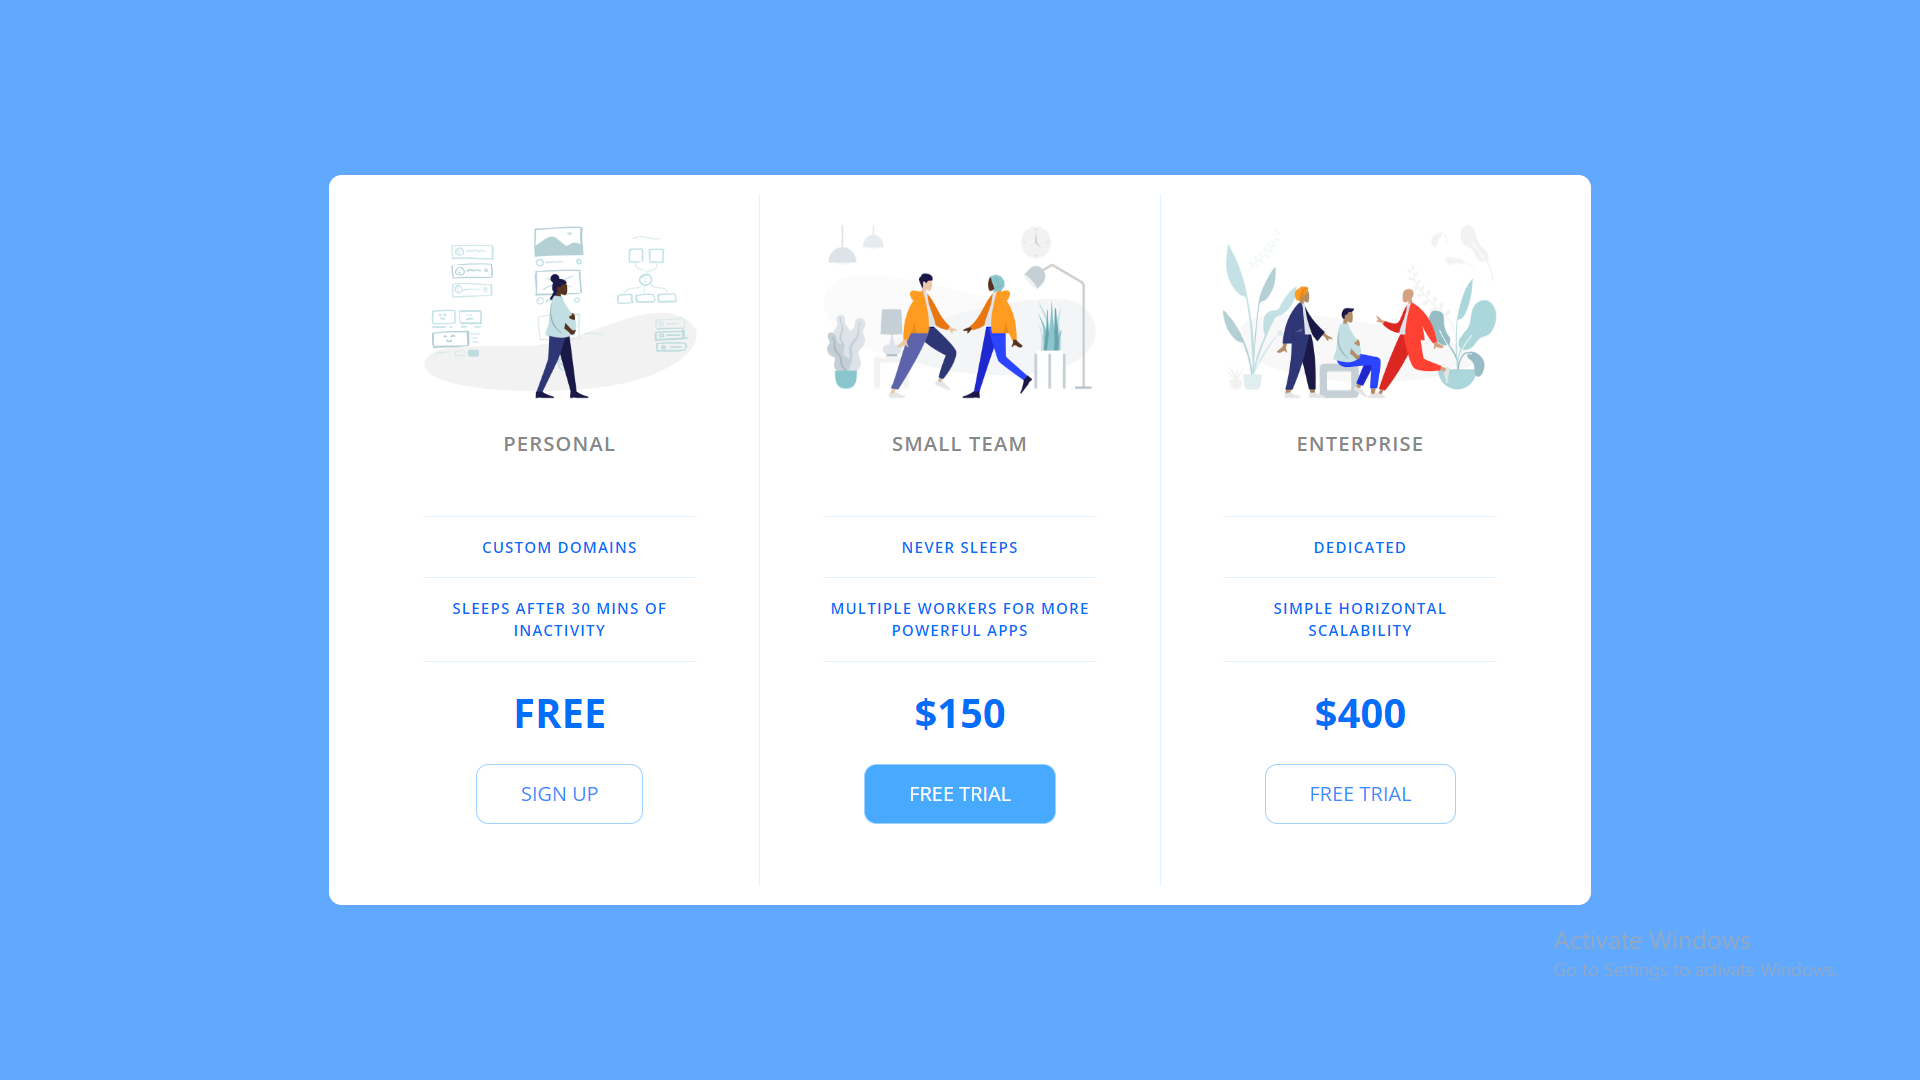 PERSONAL
CUSTOM DOMAINS
SLEEPS AFTER 30 MINS OF
INACTIVITY
FREE
SIGN UP
SMALL TEAM
NEVER SLEEPS
MULTIPLE WORKERS FOR MORE
POWERFUL APPS
$150
FREE TRIAL
ENTERPRISE
DEDICATED
SIMPLE HORIZONTAL
SCALABILITY
$400
FREE TRIAL
Activate Windows
Go to Settings to activate Windows.